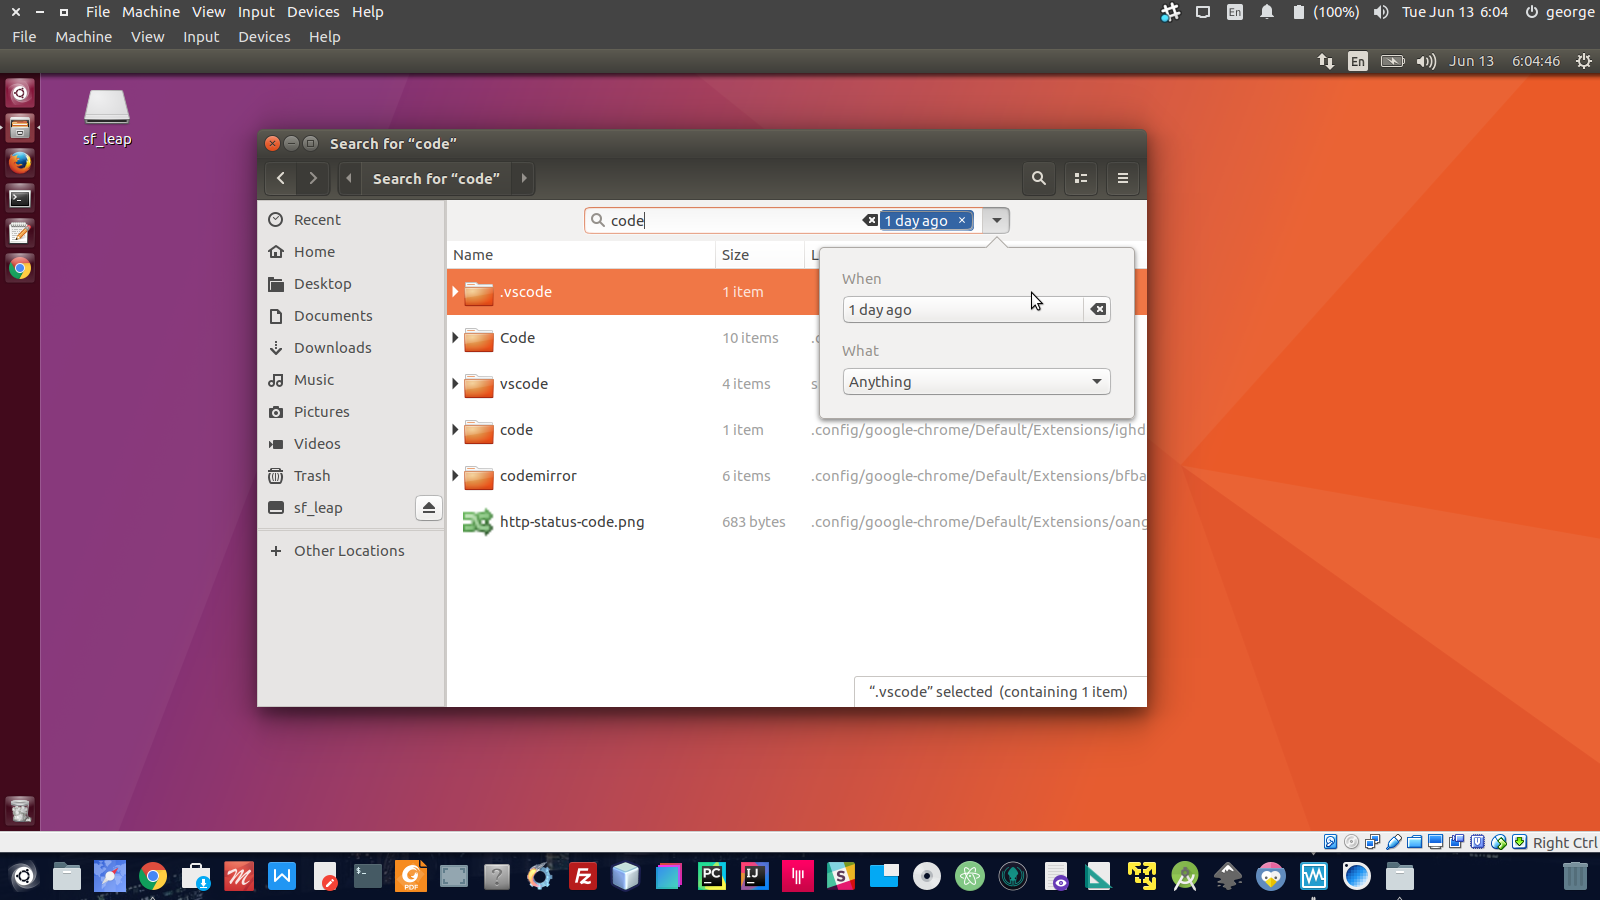 File Machine View Input Devices Help
En (100%) Tue Jun 13 6:04 george
File Machine View Input Devices Help
En Jun 13 6:04:46
sf_leap
Search for “code”
Search for “code”
code 1 day ago ×
Recent
Home
Desktop
Documents
Downloads
Music
Pictures
Videos
Trash
sf_leap
Other Locations
Name Size L
.vscode 1 item
Code 10 items
vscode 4 items s
code 1 item .config/google-chrome/Default/Extensions/ighd
codemirror 6 items .config/google-chrome/Default/Extensions/bfba
http-status-code.png 683 bytes .config/google-chrome/Default/Extensions/oang
When
1 day ago
What
Anything
“.vscode” selected (containing 1 item)
Right Ctrl
PDF
FZ
PC
IJ